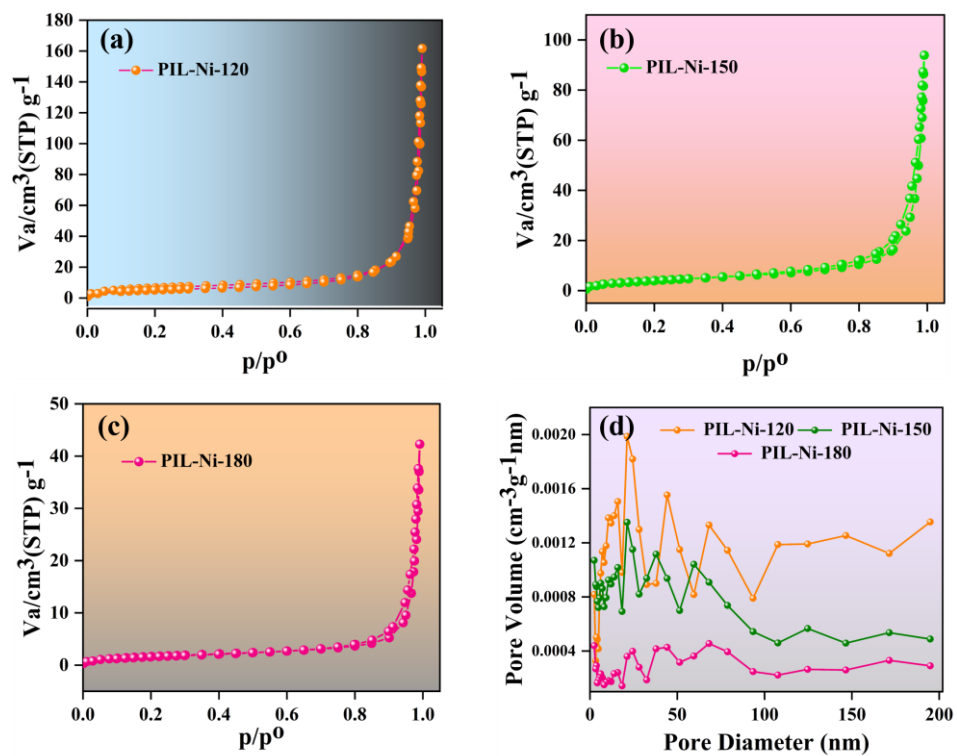 (a)
PIL-Ni-120
Va/cm³(STP) g⁻¹
180
160
140
120
100
80
60
40
20
0
0.0 0.2 0.4 0.6 0.8 1.0
p/pᴼ
(b)
PIL-Ni-150
Va/cm³(STP) g⁻¹
100
80
60
40
20
0
0.0 0.2 0.4 0.6 0.8 1.0
p/pᴼ
(c)
PIL-Ni-180
Va/cm³(STP) g⁻¹
50
40
30
20
10
0
0.0 0.2 0.4 0.6 0.8 1.0
p/pᴼ
(d)
PIL-Ni-120 PIL-Ni-150
PIL-Ni-180
Pore Volume (cm⁻³g⁻¹nm)
0.0020
0.0016
0.0012
0.0008
0.0004
0 50 100 150 200
Pore Diameter (nm)